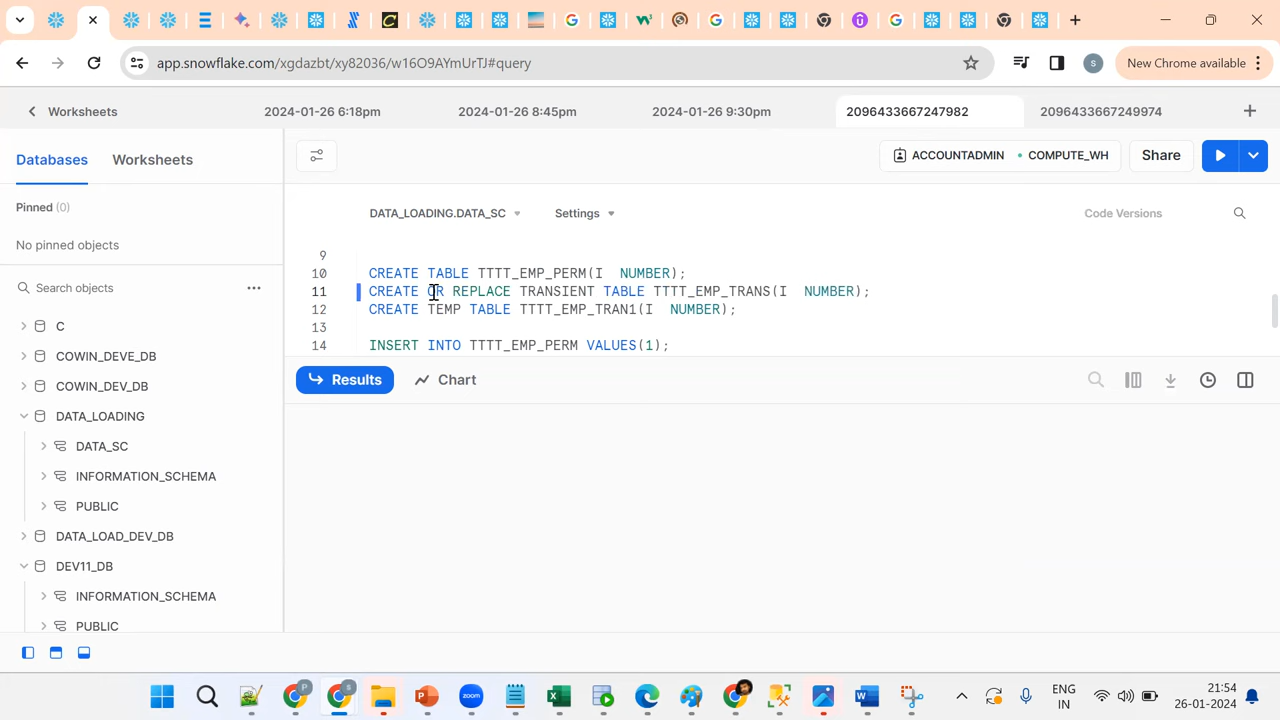 app.snowflake.com/xgdazbt/xy82036/w16O9AYmUrTJ#query
New Chrome available
Worksheets
2024-01-26 6:18pm
2024-01-26 8:45pm
2024-01-26 9:30pm
2096433667247982
2096433667249974
Databases
Worksheets
ACCOUNTADMIN
COMPUTE_WH
Share
Pinned (0)
No pinned objects
DATA_LOADING.DATA_SC
Settings
Code Versions
Search objects
9
10 CREATE TABLE TTTT_EMP_PERM(I  NUMBER);
11 CREATE OR REPLACE TRANSIENT TABLE TTTT_EMP_TRANS(I  NUMBER);
12 CREATE TEMP TABLE TTTT_EMP_TRAN1(I  NUMBER);
13
14 INSERT INTO TTTT_EMP_PERM VALUES(1);
C
COWIN_DEVE_DB
COWIN_DEV_DB
DATA_LOADING
DATA_SC
INFORMATION_SCHEMA
PUBLIC
DATA_LOAD_DEV_DB
DEV11_DB
INFORMATION_SCHEMA
PUBLIC
Results
Chart
ENG
IN
21:54
26-01-2024